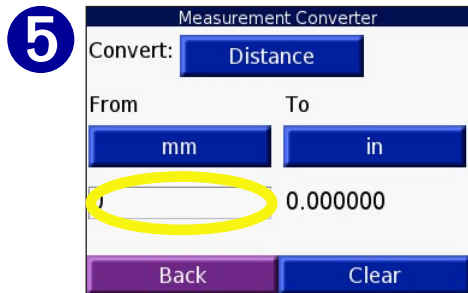 5
Measurement Converter
Convert: Distance
From To
mm in
0.000000
Back Clear